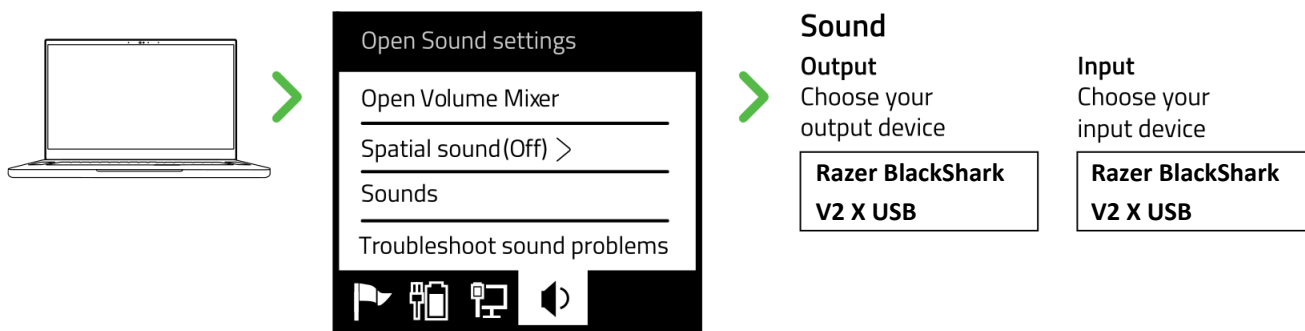 Open Sound settings
Open Volume Mixer
Spatial sound(Off) >
Sounds
Troubleshoot sound problems
Sound
Output
Choose your
output device
Razer BlackShark
V2 X USB
Input
Choose your
input device
Razer BlackShark
V2 X USB